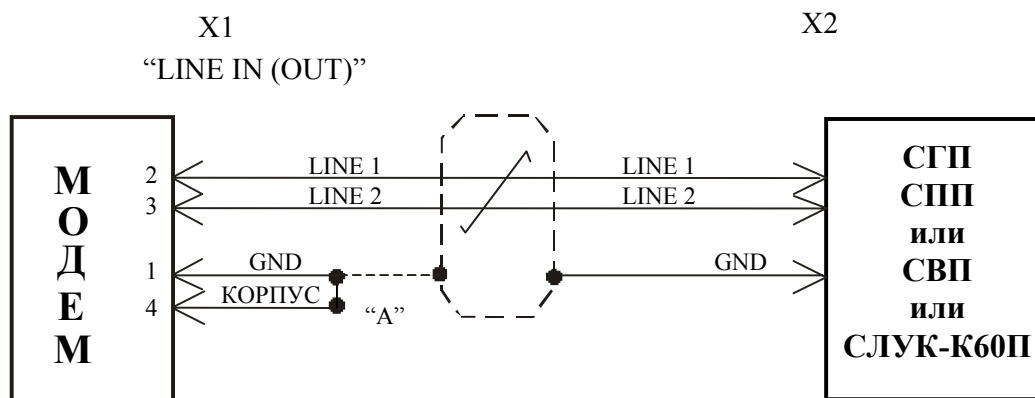 X1
X2
“LINE IN (OUT)”
МОДЕМ
2
LINE 1
LINE 1
3
LINE 2
LINE 2
1
GND
GND
4
КОРПУС
“А”
СГП
СПП
или
СВП
или
СЛУК-К60П